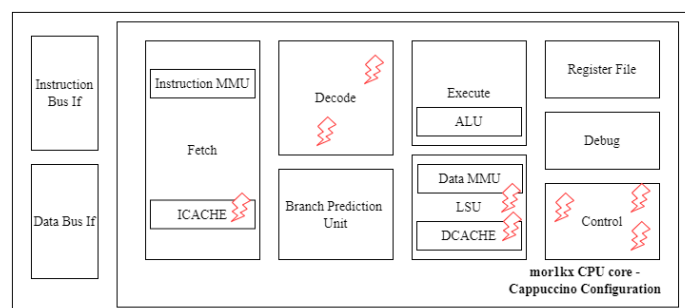 Instruction
Bus If
Data Bus If
Instruction MMU
Fetch
ICACHE
Decode
Branch Prediction
Unit
Execute
ALU
Data MMU
LSU
DCACHE
Register File
Debug
Control
mor1kx CPU core -
Cappuccino Configuration